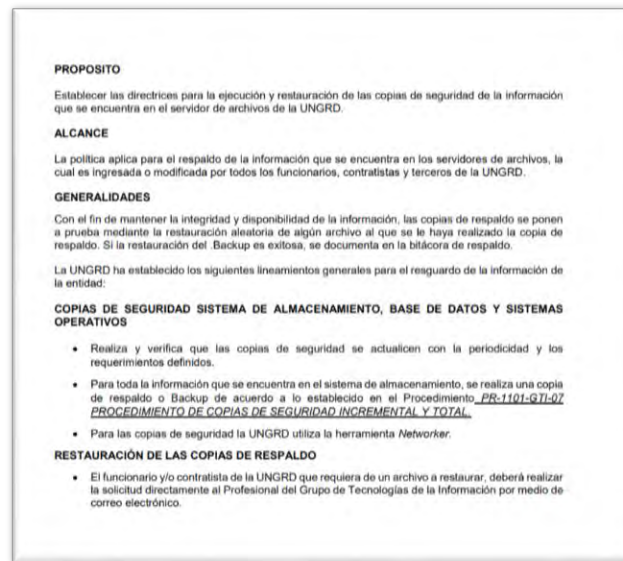 PROPOSITO
Establecer las directrices para la ejecución y restauración de las copias de seguridad de la información
que se encuentra en el servidor de archivos de la UNGRD.
ALCANCE
La política aplica para el respaldo de la información que se encuentra en los servidores de archivos, la
cual es ingresada o modificada por todos los funcionarios, contratistas y terceros de la UNGRD.
GENERALIDADES
Con el fin de mantener la integridad y disponibilidad de la información, las copias de respaldo se ponen
a prueba mediante la restauración aleatoria de algún archivo al que se le haya realizado la copia de
respaldo. Si la restauración del .Backup es exitosa, se documenta en la bitácora de respaldo.
La UNGRD ha establecido los siguientes lineamientos generales para el resguardo de la información de
la entidad:
COPIAS DE SEGURIDAD SISTEMA DE ALMACENAMIENTO, BASE DE DATOS Y SISTEMAS
OPERATIVOS
• Realiza y verifica que las copias de seguridad se actualicen con la periodicidad y los
requerimientos definidos.
• Para toda la información que se encuentra en el sistema de almacenamiento, se realiza una copia
de respaldo o Backup de acuerdo a lo establecido en el Procedimiento PR-1101-GTI-07
PROCEDIMIENTO DE COPIAS DE SEGURIDAD INCREMENTAL Y TOTAL.
• Para las copias de seguridad la UNGRD utiliza la herramienta Networker.
RESTAURACIÓN DE LAS COPIAS DE RESPALDO
• El funcionario y/o contratista de la UNGRD que requiera de un archivo a restaurar, deberá realizar
la solicitud directamente al Profesional del Grupo de Tecnologías de la Información por medio de
correo electrónico.